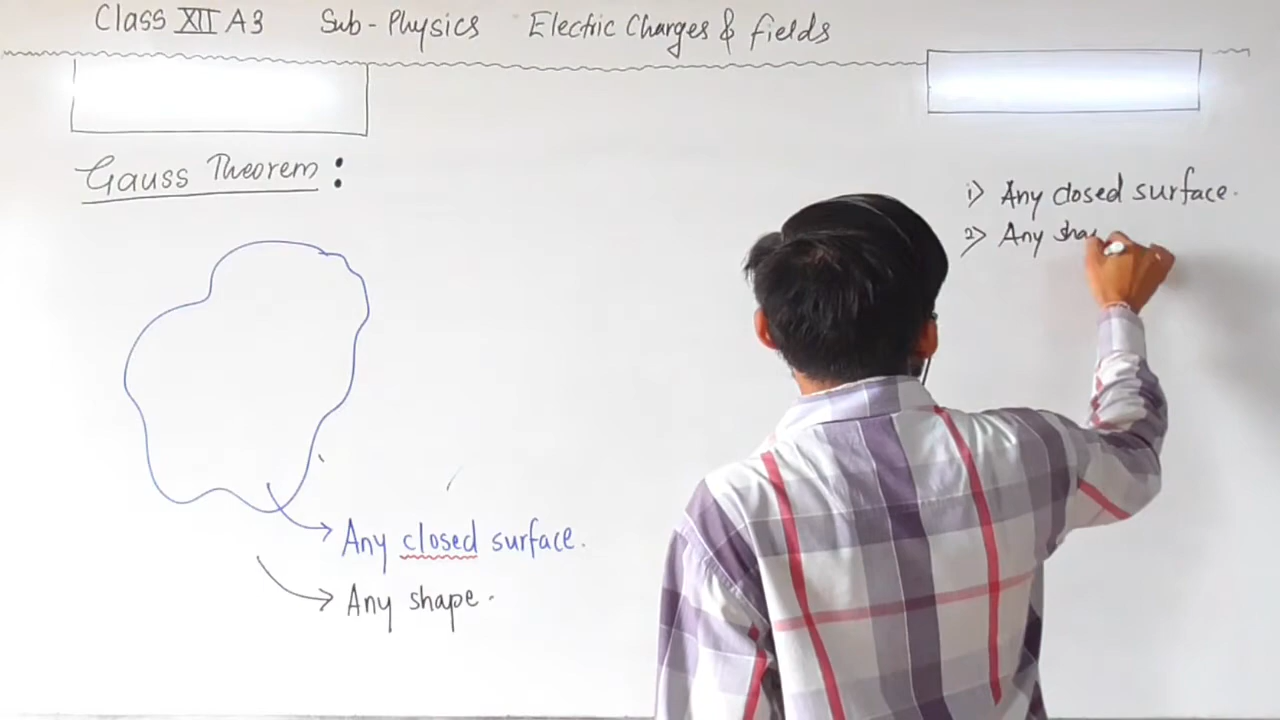 Class XII A3 Sub - Physics Electric Charges & fields
Gauss Theorem :
1) Any closed surface.
2) Any sha
Any closed surface.
Any shape.